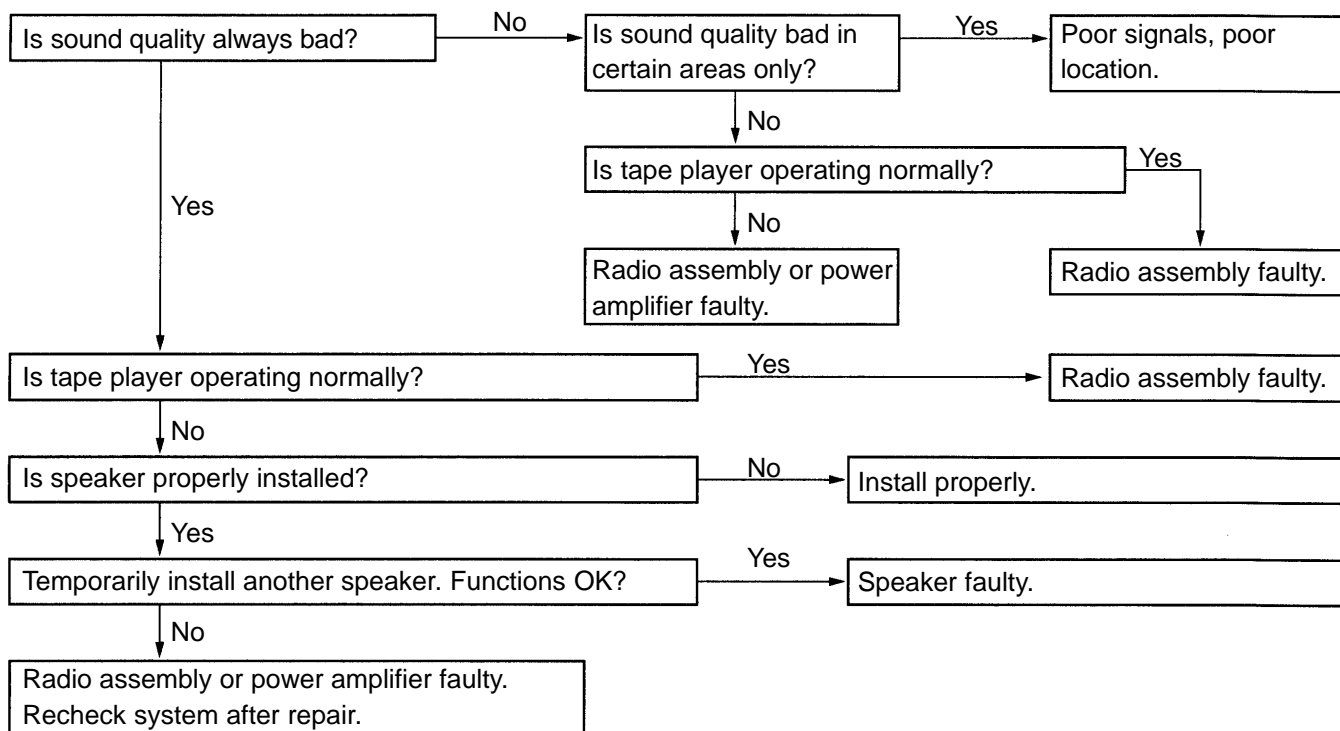 Is sound quality always bad?
No
Is sound quality bad in
certain areas only?
Yes
Poor signals, poor
location.
No
Is tape player operating normally?
Yes
Yes
No
Radio assembly or power
amplifier faulty.
Radio assembly faulty.
Is tape player operating normally?
Yes
Radio assembly faulty.
No
Is speaker properly installed?
No
Install properly.
Yes
Temporarily install another speaker. Functions OK?
Yes
Speaker faulty.
No
Radio assembly or power amplifier faulty.
Recheck system after repair.